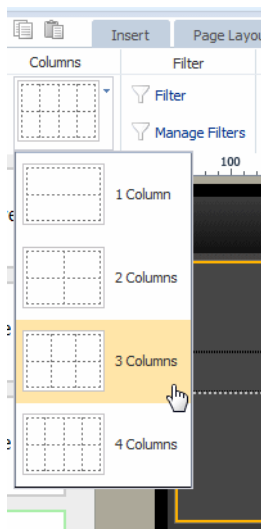 Insert Page Layou
Columns Filter
Filter
Manage Filters
100
1 Column
2 Columns
3 Columns
4 Columns